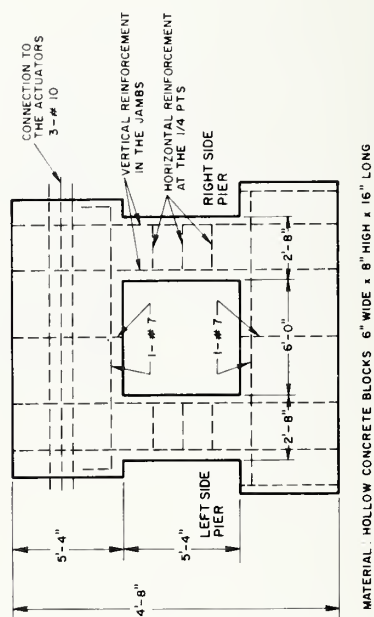 CONNECTION TO
THE ACTUATORS
3-#10
VERTICAL REINFORCEMENT
IN THE JAMBS
HORIZONTAL REINFORCEMENT
AT THE 1/4 PTS
5'-4"
5'-4"
4'-8"
1-#7
1-#7
LEFT SIDE
PIER
RIGHT SIDE
PIER
2'-8"
6'-0"
2'-8"
MATERIAL: HOLLOW CONCRETE BLOCKS 6" WIDE x 8" HIGH x 16" LONG